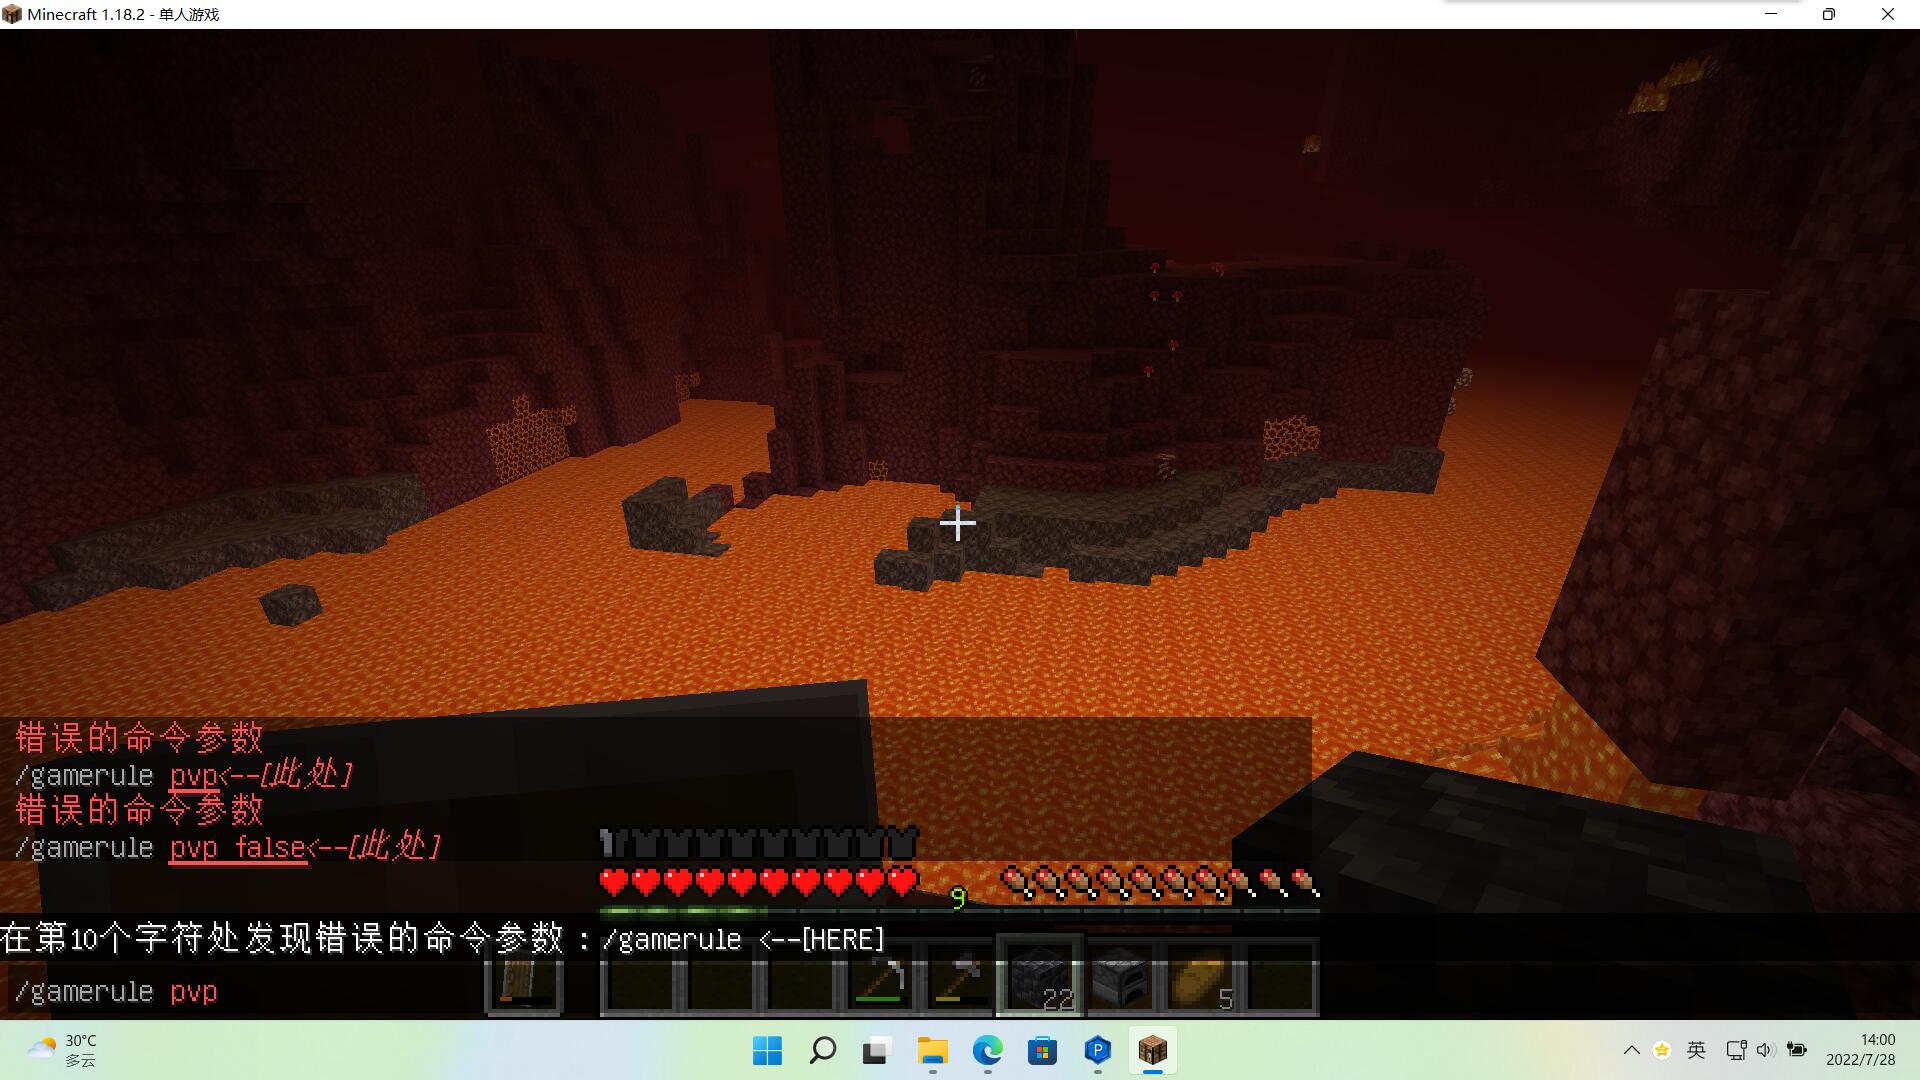 Minecraft 1.18.2 - 单人游戏
错误的命令参数
/gamerule pvp<--[此处]
错误的命令参数
/gamerule pvp false<--[此处]
9
在第10个字符处发现错误的命令参数：/gamerule <--[HERE]
22
5
/gamerule pvp
30°C
多云
英
14:00
2022/7/28